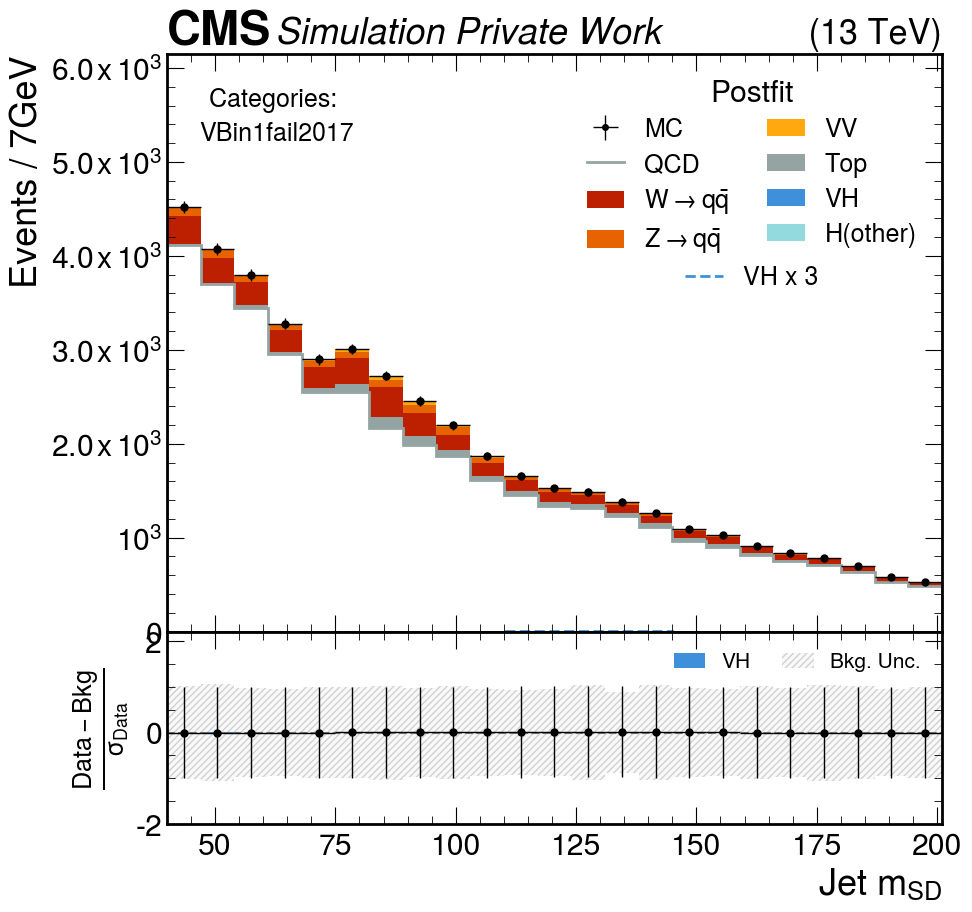 CMS Simulation Private Work (13 TeV)
Events / 7GeV
6.0 x 10³
5.0 x 10³
4.0 x 10³
3.0 x 10³
2.0 x 10³
10³
0
Categories:
VBin1fail2017
Postfit
MC
QCD
W → qq̄
Z → qq̄
VV
Top
VH
H(other)
VH x 3
Data – Bkg
σ_Data
2
0
-2
VH
Bkg. Unc.
50 75 100 125 150 175 200
Jet m_SD